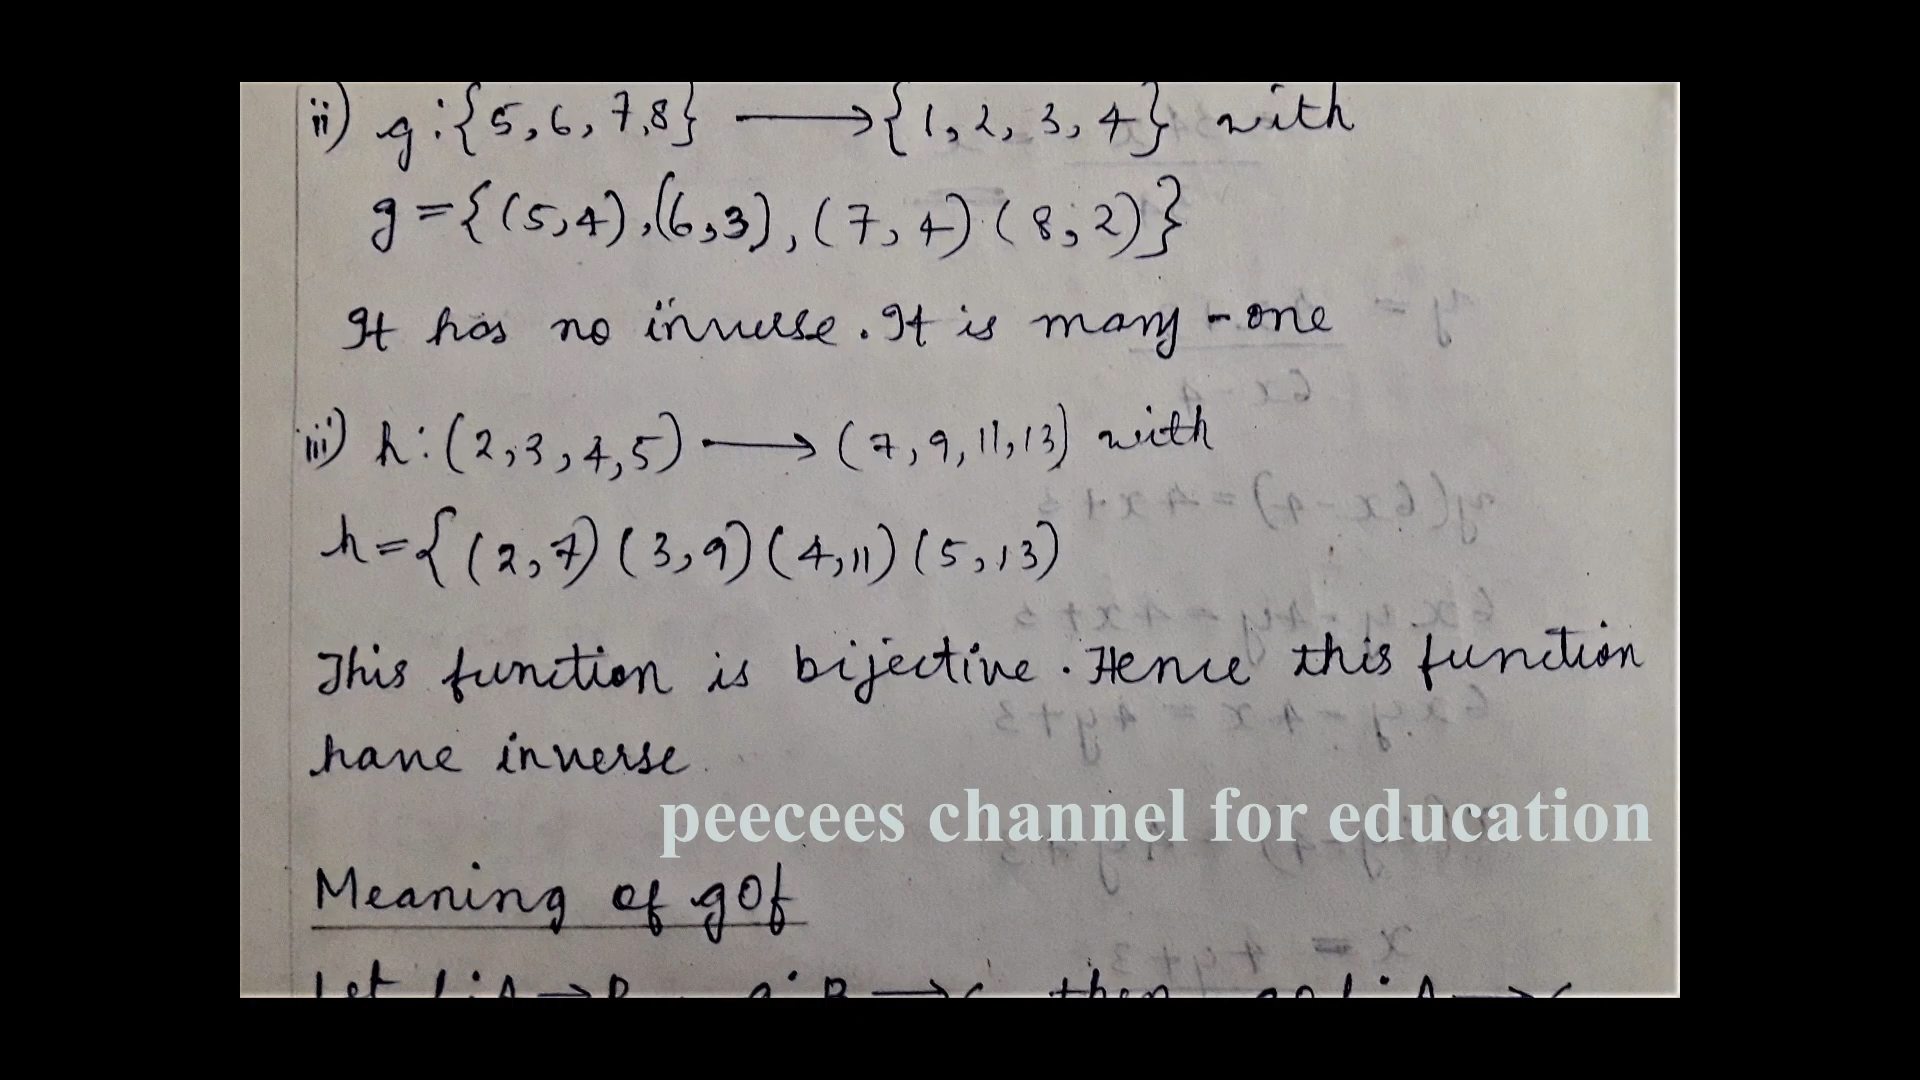 ii) g:{5,6,7,8} ⟶ {1,2,3,4} with
g={(5,4),(6,3),(7,4)(8,2)}
It has no inverse. It is many-one
iii) h:(2,3,4,5) ⟶ (7,9,11,13) with
h={(2,7)(3,9)(4,11)(5,13)
This function is bijective. Hence this function
have inverse
peecees channel for education
Meaning of gOf